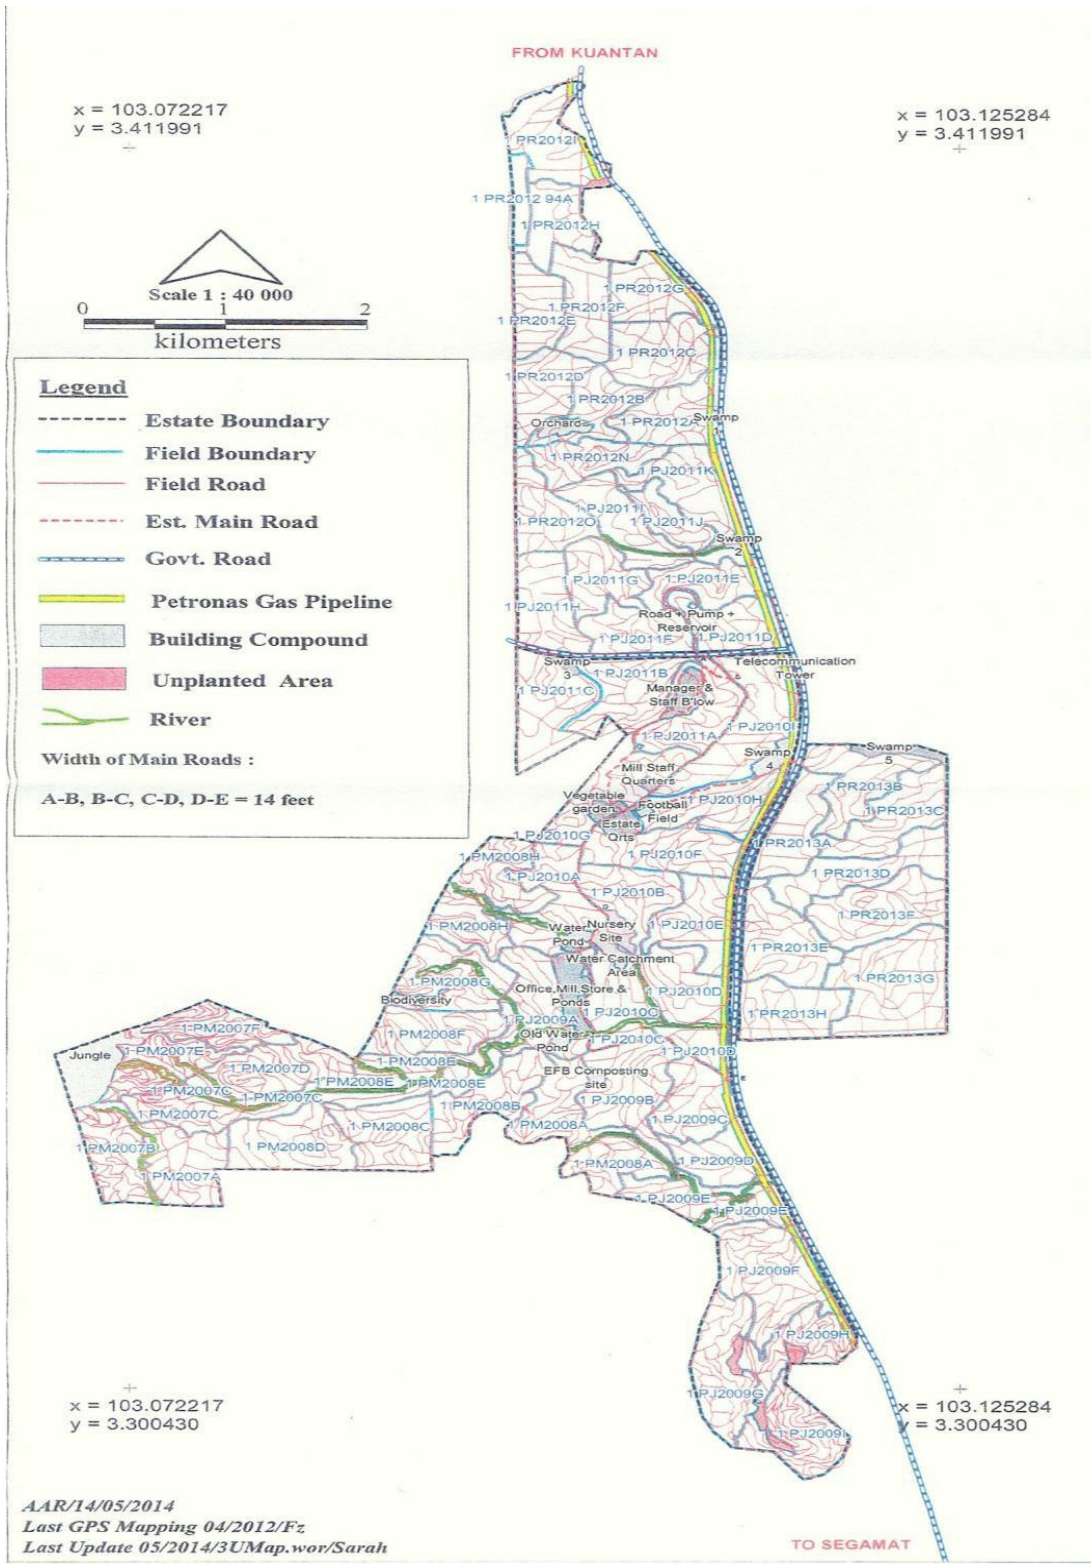 FROM KUANTAN
x = 103.072217
y = 3.411991
x = 103.125284
y = 3.411991
Scale 1 : 40 000
0 1 2
kilometers
Legend
Estate Boundary
Field Boundary
Field Road
Est. Main Road
Govt. Road
Petronas Gas Pipeline
Building Compound
Unplanted Area
River
Width of Main Roads :
A-B, B-C, C-D, D-E = 14 feet
1 PR2012I
1 PR2012 94A
1 PR2012H
1 PR2012G
1 PR2012F
1 PR2012E
1 PR2012C
1 PR2012D
1 PR2012B
Orchard
1 PR2012A
Swamp
1
1 PR2012N
1 PJ2011K
1 PJ2011I
1 PR2012O
1 PJ2011J
Swamp
2
1 PJ2011G
1 PJ2011E
1 PJ2011H
Road + Pump +
Reservoir
1 PJ2011F
1 PJ2011D
Swamp
3
1 PJ2011B
Telecommunication
Tower
1 PJ2011C
Manager &
Staff B'low
1 PJ2010I
1 PJ2011A
Swamp
4
Swamp
5
Mill Staff
Quarters
Vegetable
garden
Football
Field
1 PJ2010H
Estate
Qrts
1 PR2013B
1 PR2013C
1 PJ2010G
1 PR2013A
1 PM2008H
1 PJ2010F
1 PJ2010A
1 PR2013D
1 PJ2010B
1 PM2008H
Water
Pond
Nursery
Site
1 PJ2010E
1 PR2013F
1 PR2013E
Water Catchment
Area
1 PM2008G
Office,Mill,Store &
Ponds
1 PJ2010D
1 PR2013G
Biodiversity
1 PJ2009A
1 PJ2010C
1 PR2013H
1 PM2008F
Old Water
Pond
1 PJ2010C
1 PJ2010D
1 PM2007F
Jungle
1 PM2007E
1 PM2007D
1 PM2008E
1 PM2008E
1 PM2008E
EFB Composting
site
1 PM2007C
1 PM2007C
1 PM2007C
1 PM2008B
1 PJ2009B
1 PM2008C
1 PM2008A
1 PJ2009C
1 PM2007B
1 PM2008D
1 PM2008A
1 PJ2009D
1 PM2007A
1 PJ2009E
1 PJ2009E
1 PJ2009F
1 PJ2009H
1 PJ2009G
1 PJ2009I
x = 103.072217
y = 3.300430
x = 103.125284
y = 3.300430
AAR/14/05/2014
Last GPS Mapping 04/2012/Fz
Last Update 05/2014/3UMap.wor/Sarah
TO SEGAMAT